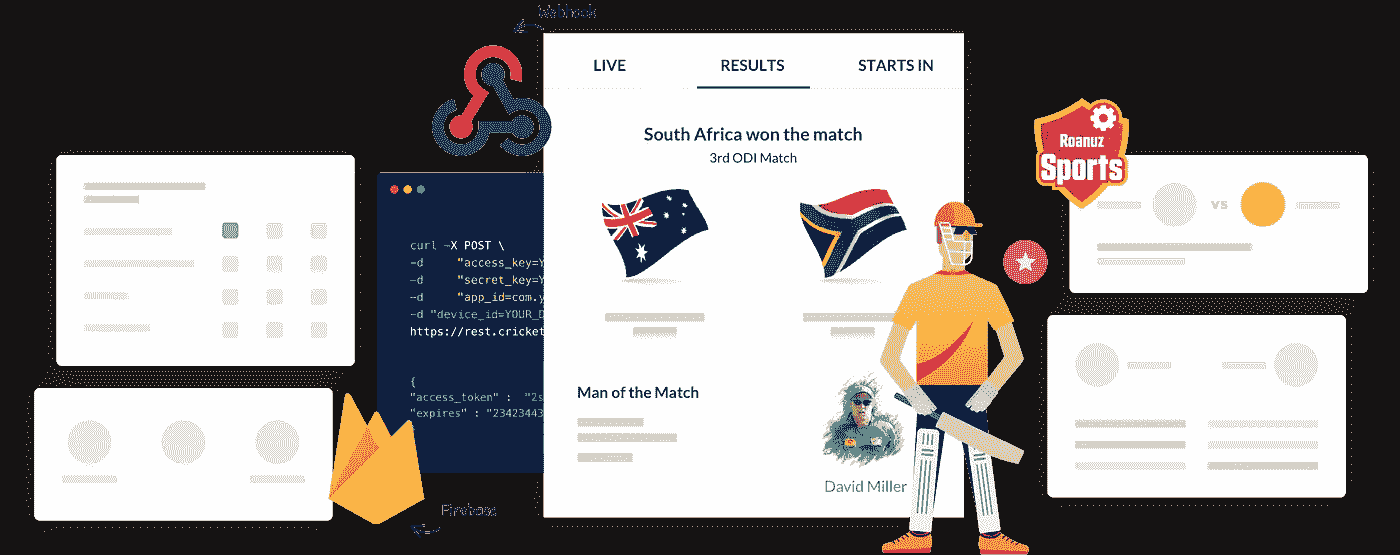 Webhook
LIVE
RESULTS
STARTS IN
South Africa won the match
3rd ODI Match
Roanuz
Sports
VS
curl -X POST \
-d "access_key=Y
-d "secret_key=Y
-d "app_id=com.y
-d "device_id=YOUR_D
https://rest.cricket
{
"access_token" : "2s
"expires" : "23423443
Man of the Match
David Miller
Firebase